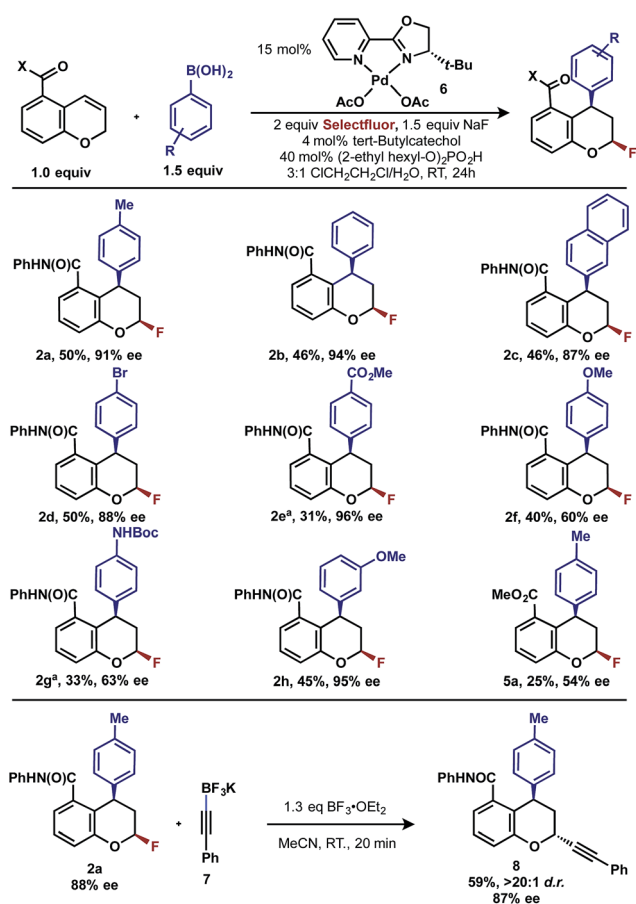 X
O
C
O
1.0 equiv
+
B(OH)2
R
1.5 equiv
15 mol%
O
N
N
t-Bu
Pd
AcO
OAc
6
2 equiv Selectfluor, 1.5 equiv NaF
4 mol% tert-Butylcatechol
40 mol% (2-ethyl hexyl-O)2PO2H
3:1 ClCH2CH2Cl/H2O, RT, 24h
R
X
O
C
O
F
Me
PhHN(O)C
O
F
2a, 50%, 91% ee
PhHN(O)C
O
F
2b, 46%, 94% ee
PhHN(O)C
O
F
2c, 46%, 87% ee
Br
PhHN(O)C
O
F
2d, 50%, 88% ee
CO2Me
PhHN(O)C
O
F
2eª, 31%, 96% ee
OMe
PhHN(O)C
O
F
2f, 40%, 60% ee
NHBoc
PhHN(O)C
O
F
2gª, 33%, 63% ee
OMe
PhHN(O)C
O
F
2h, 45%, 95% ee
Me
MeO2C
O
F
5a, 25%, 54% ee
Me
PhHN(O)C
O
F
2a
88% ee
+
BF3K
Ph
7
1.3 eq BF3•OEt2
MeCN, RT., 20 min
Me
PhHNOC
O
Ph
8
59%, >20:1 d.r.
87% ee